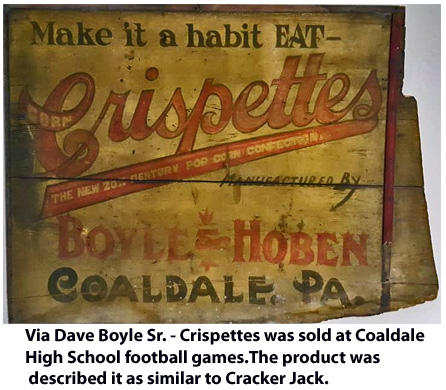 Make it a habit EAT-
CORN
Crispettes
THE NEW 20TH CENTURY POP CORN CONFECTION
MANUFACTURED BY
BOYLE & HOBEN
COALDALE, PA.
Via Dave Boyle Sr. - Crispettes was sold at Coaldale
High School football games.The product was
described it as similar to Cracker Jack.